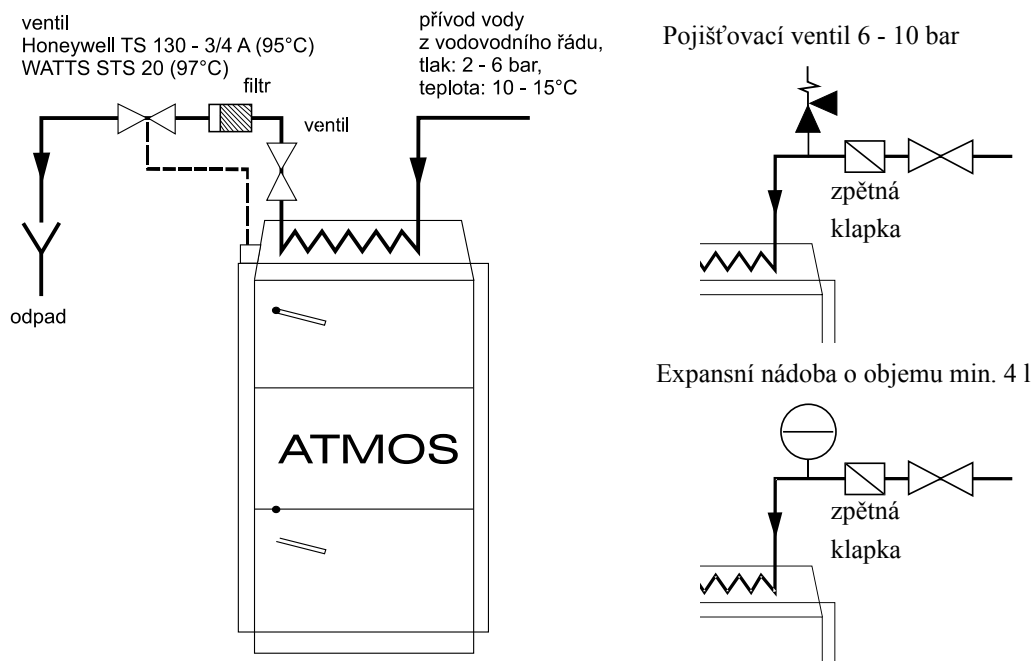 ventil
Honeywell TS 130 - 3/4 A (95°C)
WATTS STS 20 (97°C)
filtr
ventil
přívod vody
z vodovodního řádu,
tlak: 2 - 6 bar,
teplota: 10 - 15°C
odpad
ATMOS
Pojišťovací ventil 6 - 10 bar
zpětná
klapka
Expansní nádoba o objemu min. 4 l
zpětná
klapka